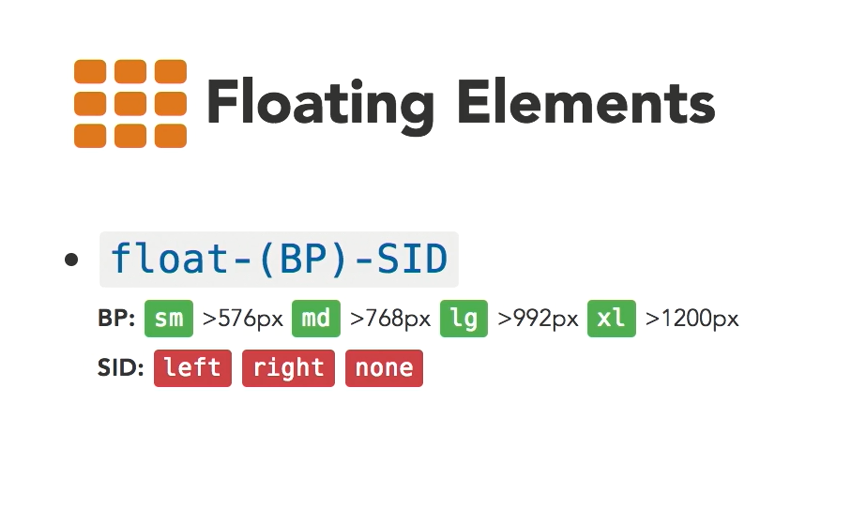 Floating Elements
• float-(BP)-SID
BP: sm >576px md >768px lg >992px xl >1200px
SID: left right none